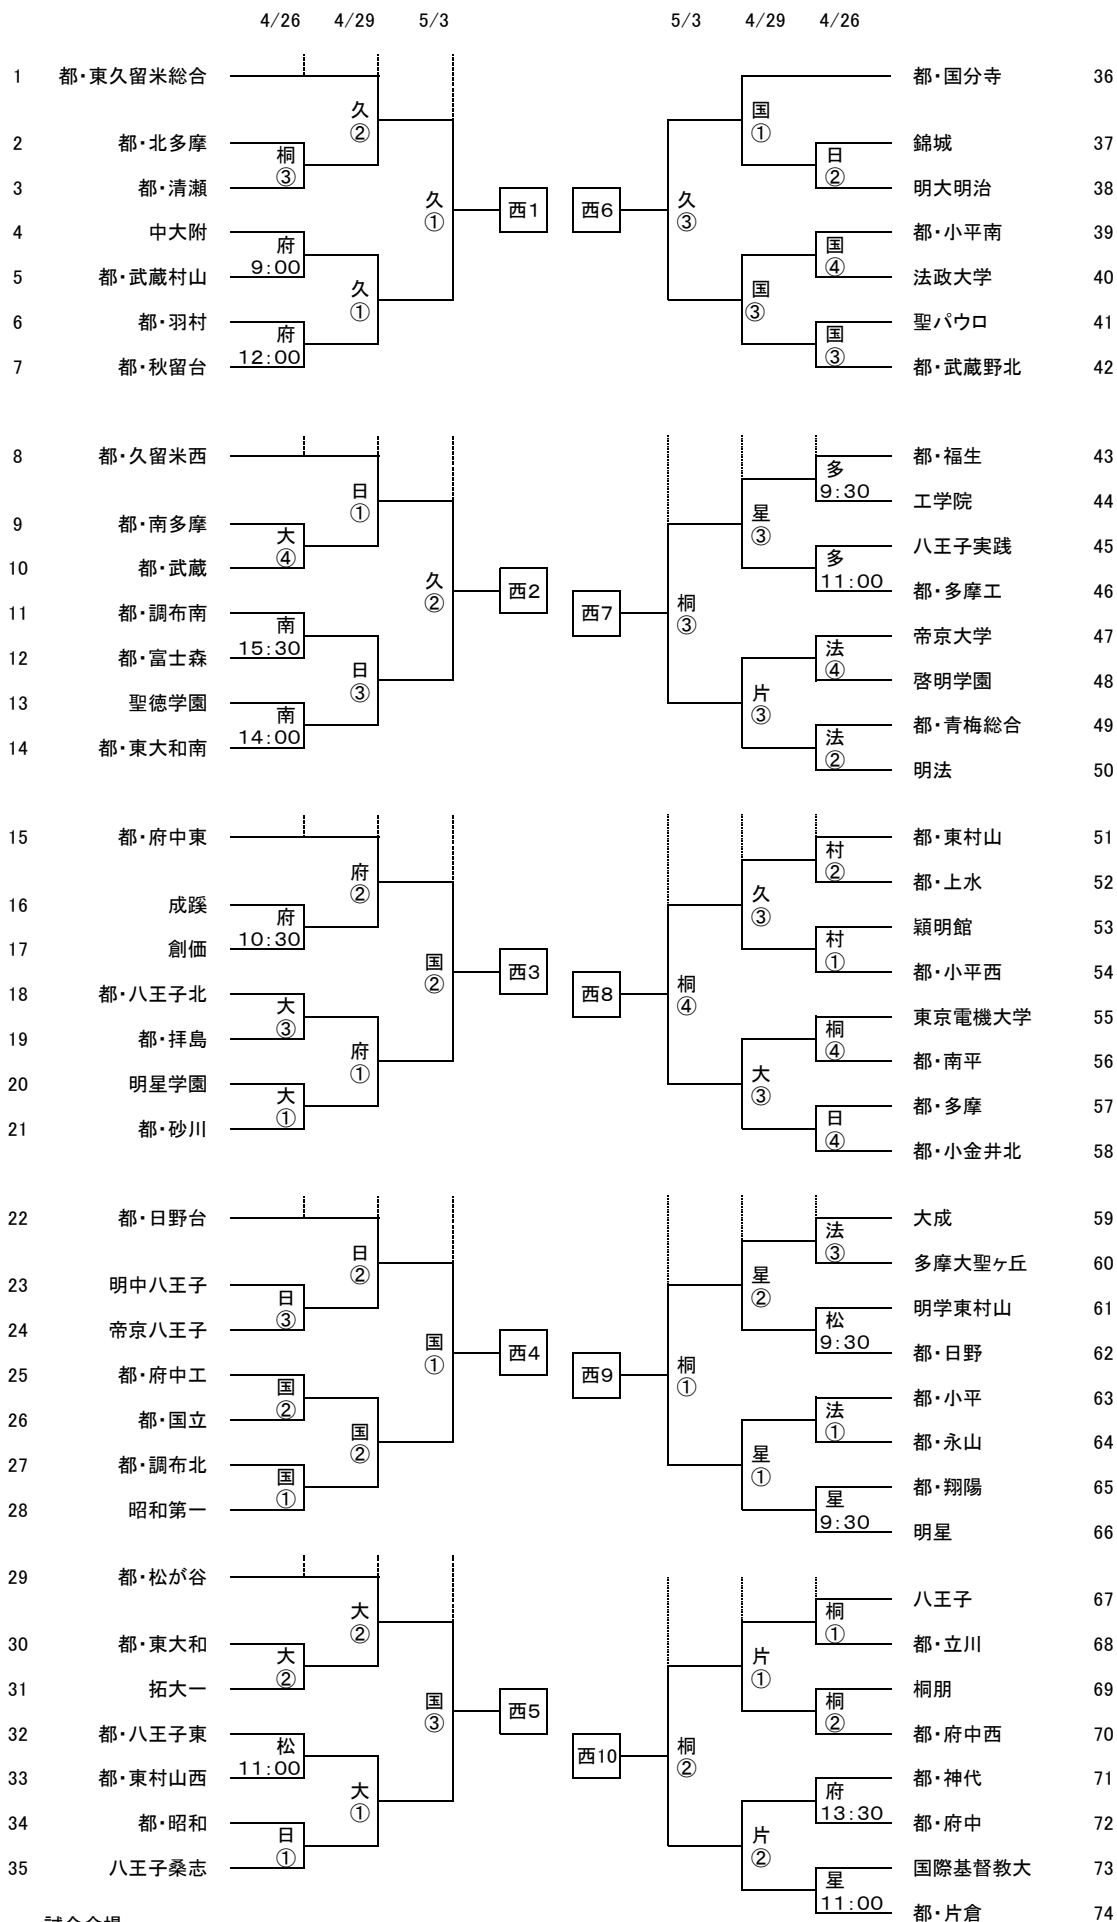 4/26 4/29 5/3 5/3 4/29 4/26
1 都・東久留米総合
久
②
2 都・北多摩
桐
③
3 都・清瀬
久
①
西1
4 中大附
府
9:00
5 都・武蔵村山
久
①
6 都・羽村
府
12:00
7 都・秋留台
8 都・久留米西
日
①
9 都・南多摩
大
④
10 都・武蔵
久
②
西2
11 都・調布南
南
15:30
12 都・富士森
日
③
13 聖徳学園
南
14:00
14 都・東大和南
15 都・府中東
府
②
16 成蹊
府
10:30
17 創価
国
②
西3
18 都・八王子北
大
③
19 都・拝島
府
①
20 明星学園
大
①
21 都・砂川
22 都・日野台
日
②
23 明中八王子
日
③
24 帝京八王子
国
①
西4
25 都・府中工
国
②
26 都・国立
国
②
27 都・調布北
国
①
28 昭和第一
29 都・松が谷
大
②
30 都・東大和
大
②
31 拓大一
国
③
西5
32 都・八王子東
松
11:00
33 都・東村山西
大
①
34 都・昭和
日
①
35 八王子桑志
都・国分寺 36
国
①
錦城 37
日
②
明大明治 38
西6
久
③
都・小平南 39
国
④
法政大学 40
国
③
聖パウロ 41
国
③
都・武蔵野北 42
都・福生 43
多
9:30
工学院 44
星
③
八王子実践 45
多
11:00
都・多摩工 46
西7
桐
③
帝京大学 47
法
④
啓明学園 48
片
③
都・青梅総合 49
法
②
明法 50
都・東村山 51
村
②
都・上水 52
久
③
穎明館 53
村
①
都・小平西 54
西8
桐
④
東京電機大学 55
桐
④
都・南平 56
大
③
都・多摩 57
日
④
都・小金井北 58
大成 59
法
③
多摩大聖ヶ丘 60
星
②
明学東村山 61
松
9:30
都・日野 62
西9
桐
①
都・小平 63
法
①
都・永山 64
星
①
都・翔陽 65
星
9:30
明星 66
八王子 67
桐
①
都・立川 68
片
①
桐朋 69
桐
②
都・府中西 70
西10
桐
②
都・神代 71
府
13:30
都・府中 72
片
②
国際基督教大 73
星
11:00
都・片倉 74
試合会場